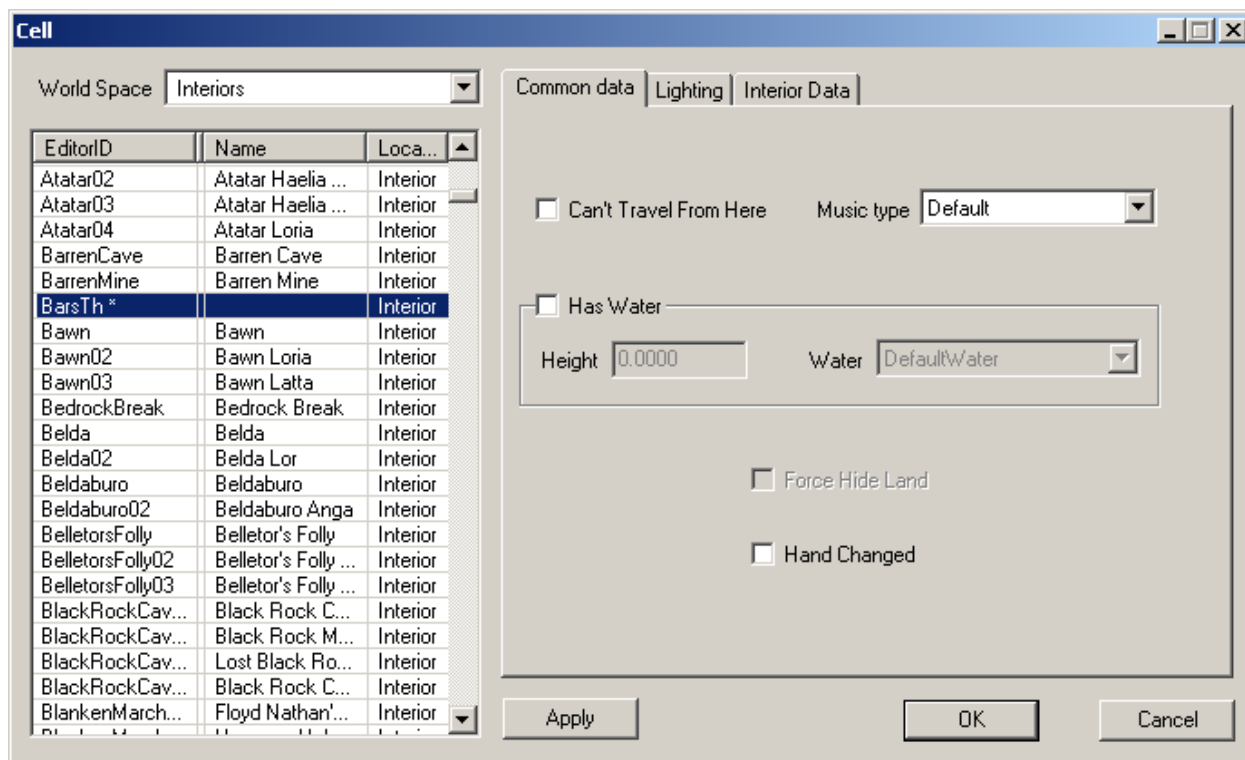 Cell
World Space Interiors
EditorID Name Loca...
Atatar02 Atatar Haelia ... Interior
Atatar03 Atatar Haelia ... Interior
Atatar04 Atatar Loria Interior
BarrenCave Barren Cave Interior
BarrenMine Barren Mine Interior
BarsTh * Interior
Bawn Bawn Interior
Bawn02 Bawn Loria Interior
Bawn03 Bawn Latta Interior
BedrockBreak Bedrock Break Interior
Belda Belda Interior
Belda02 Belda Lor Interior
Beldaburo Beldaburo Interior
Beldaburo02 Beldaburo Anga Interior
BelletorsFolly Belletor's Folly Interior
BelletorsFolly02 Belletor's Folly ... Interior
BelletorsFolly03 Belletor's Folly ... Interior
BlackRockCav... Black Rock C... Interior
BlackRockCav... Black Rock M... Interior
BlackRockCav... Lost Black Ro... Interior
BlackRockCav... Black Rock C... Interior
BlankenMarch... Floyd Nathan'... Interior
Common data Lighting Interior Data
Can't Travel From Here Music type Default
Has Water
Height 0.0000 Water DefaultWater
Force Hide Land
Hand Changed
Apply OK Cancel